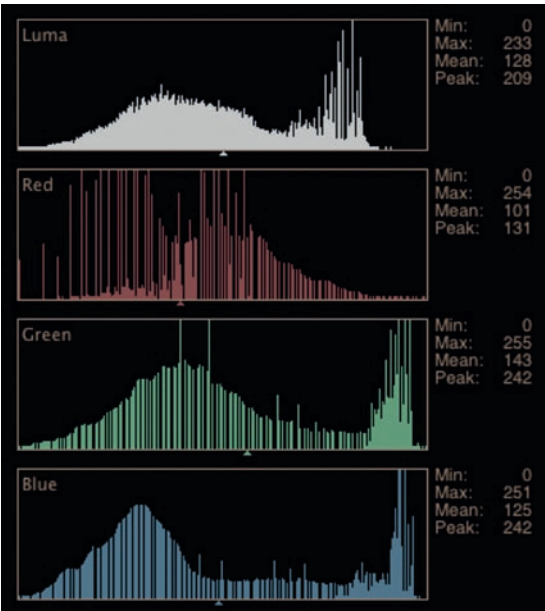 Luma
Min: 0
Max: 233
Mean: 128
Peak: 209
Red
Min: 0
Max: 254
Mean: 101
Peak: 131
Green
Min: 0
Max: 255
Mean: 143
Peak: 242
Blue
Min: 0
Max: 251
Mean: 125
Peak: 242